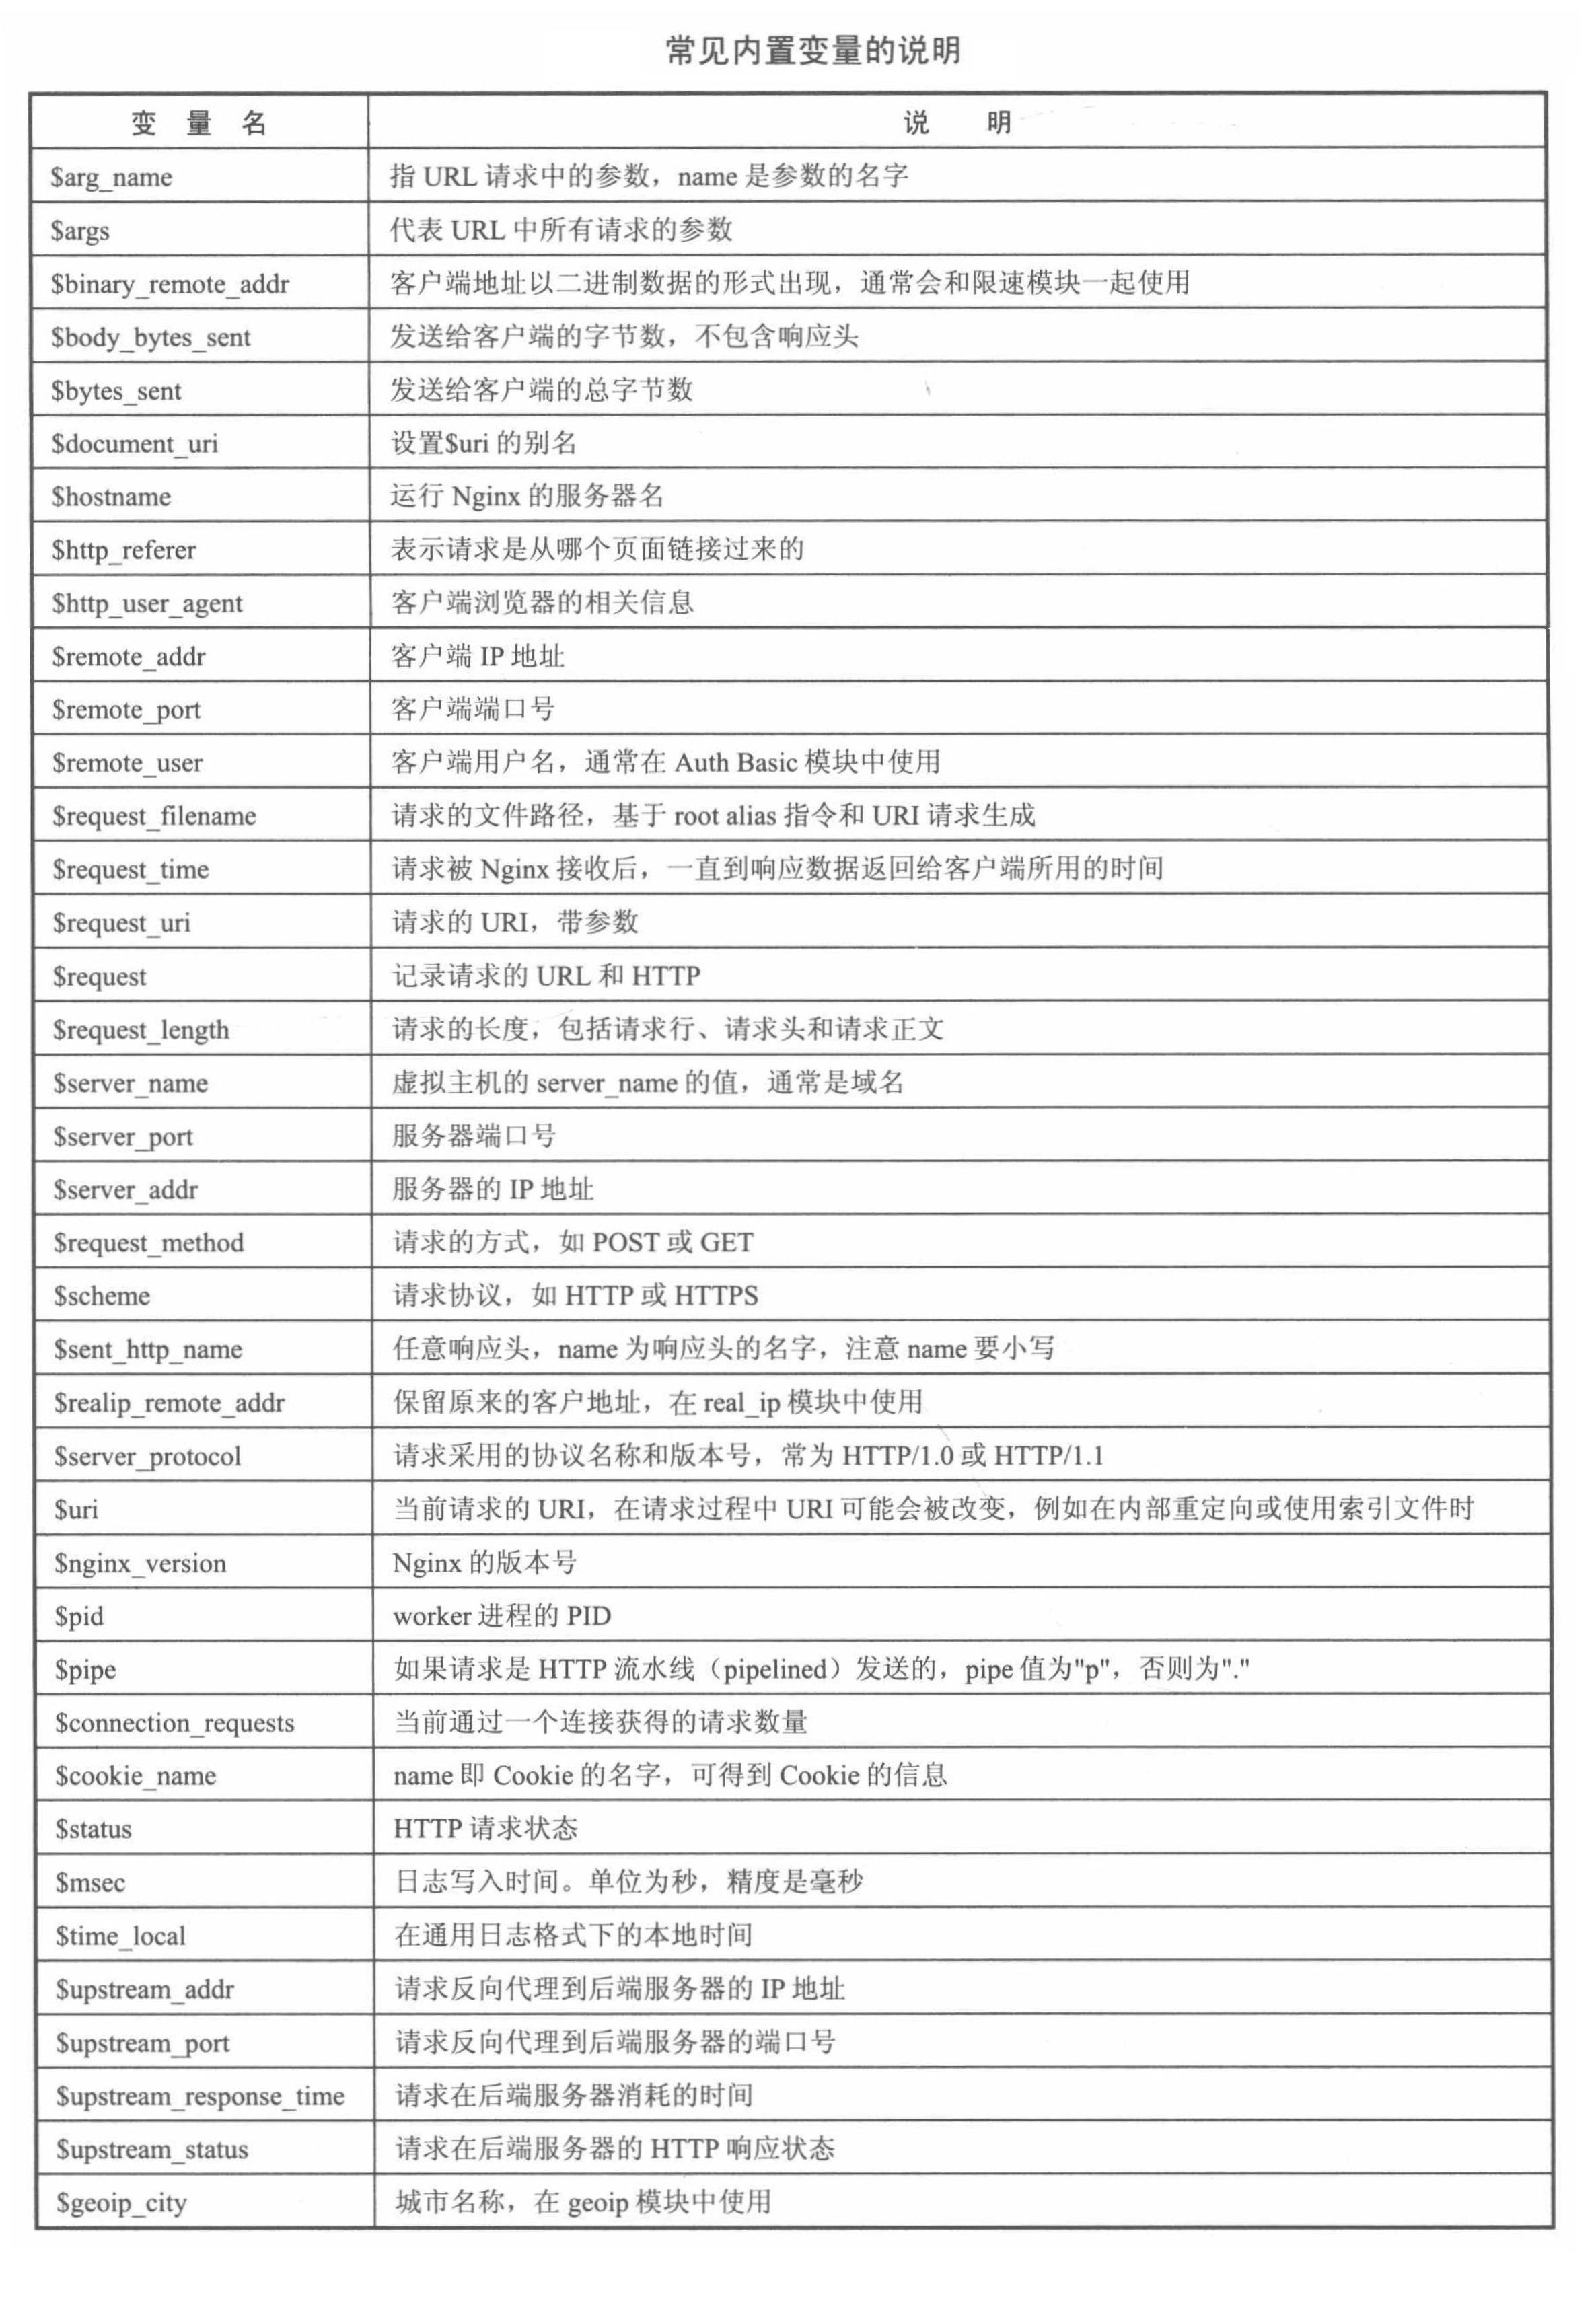 常见内置变量的说明
变 量 名 说 明
$arg_name 指 URL 请求中的参数，name 是参数的名字
$args 代表 URL 中所有请求的参数
$binary_remote_addr 客户端地址以二进制数据的形式出现，通常会和限速模块一起使用
$body_bytes_sent 发送给客户端的字节数，不包含响应头
$bytes_sent 发送给客户端的总字节数
$document_uri 设置$uri 的别名
$hostname 运行 Nginx 的服务器名
$http_referer 表示请求是从哪个页面链接过来的
$http_user_agent 客户端浏览器的相关信息
$remote_addr 客户端 IP 地址
$remote_port 客户端端口号
$remote_user 客户端用户名，通常在 Auth Basic 模块中使用
$request_filename 请求的文件路径，基于 root alias 指令和 URI 请求生成
$request_time 请求被 Nginx 接收后，一直到响应数据返回给客户端所用的时间
$request_uri 请求的 URI，带参数
$request 记录请求的 URL 和 HTTP
$request_length 请求的长度，包括请求行、请求头和请求正文
$server_name 虚拟主机的 server_name 的值，通常是域名
$server_port 服务器端口号
$server_addr 服务器的 IP 地址
$request_method 请求的方式，如 POST 或 GET
$scheme 请求协议，如 HTTP 或 HTTPS
$sent_http_name 任意响应头，name 为响应头的名字，注意 name 要小写
$realip_remote_addr 保留原来的客户地址，在 real_ip 模块中使用
$server_protocol 请求采用的协议名称和版本号，常为 HTTP/1.0 或 HTTP/1.1
$uri 当前请求的 URI，在请求过程中 URI 可能会被改变，例如在内部重定向或使用索引文件时
$nginx_version Nginx 的版本号
$pid worker 进程的 PID
$pipe 如果请求是 HTTP 流水线（pipelined）发送的，pipe 值为"p"，否则为"."
$connection_requests 当前通过一个连接获得的请求数量
$cookie_name name 即 Cookie 的名字，可得到 Cookie 的信息
$status HTTP 请求状态
$msec 日志写入时间。单位为秒，精度是毫秒
$time_local 在通用日志格式下的本地时间
$upstream_addr 请求反向代理到后端服务器的 IP 地址
$upstream_port 请求反向代理到后端服务器的端口号
$upstream_response_time 请求在后端服务器消耗的时间
$upstream_status 请求在后端服务器的 HTTP 响应状态
$geoip_city 城市名称，在 geoip 模块中使用